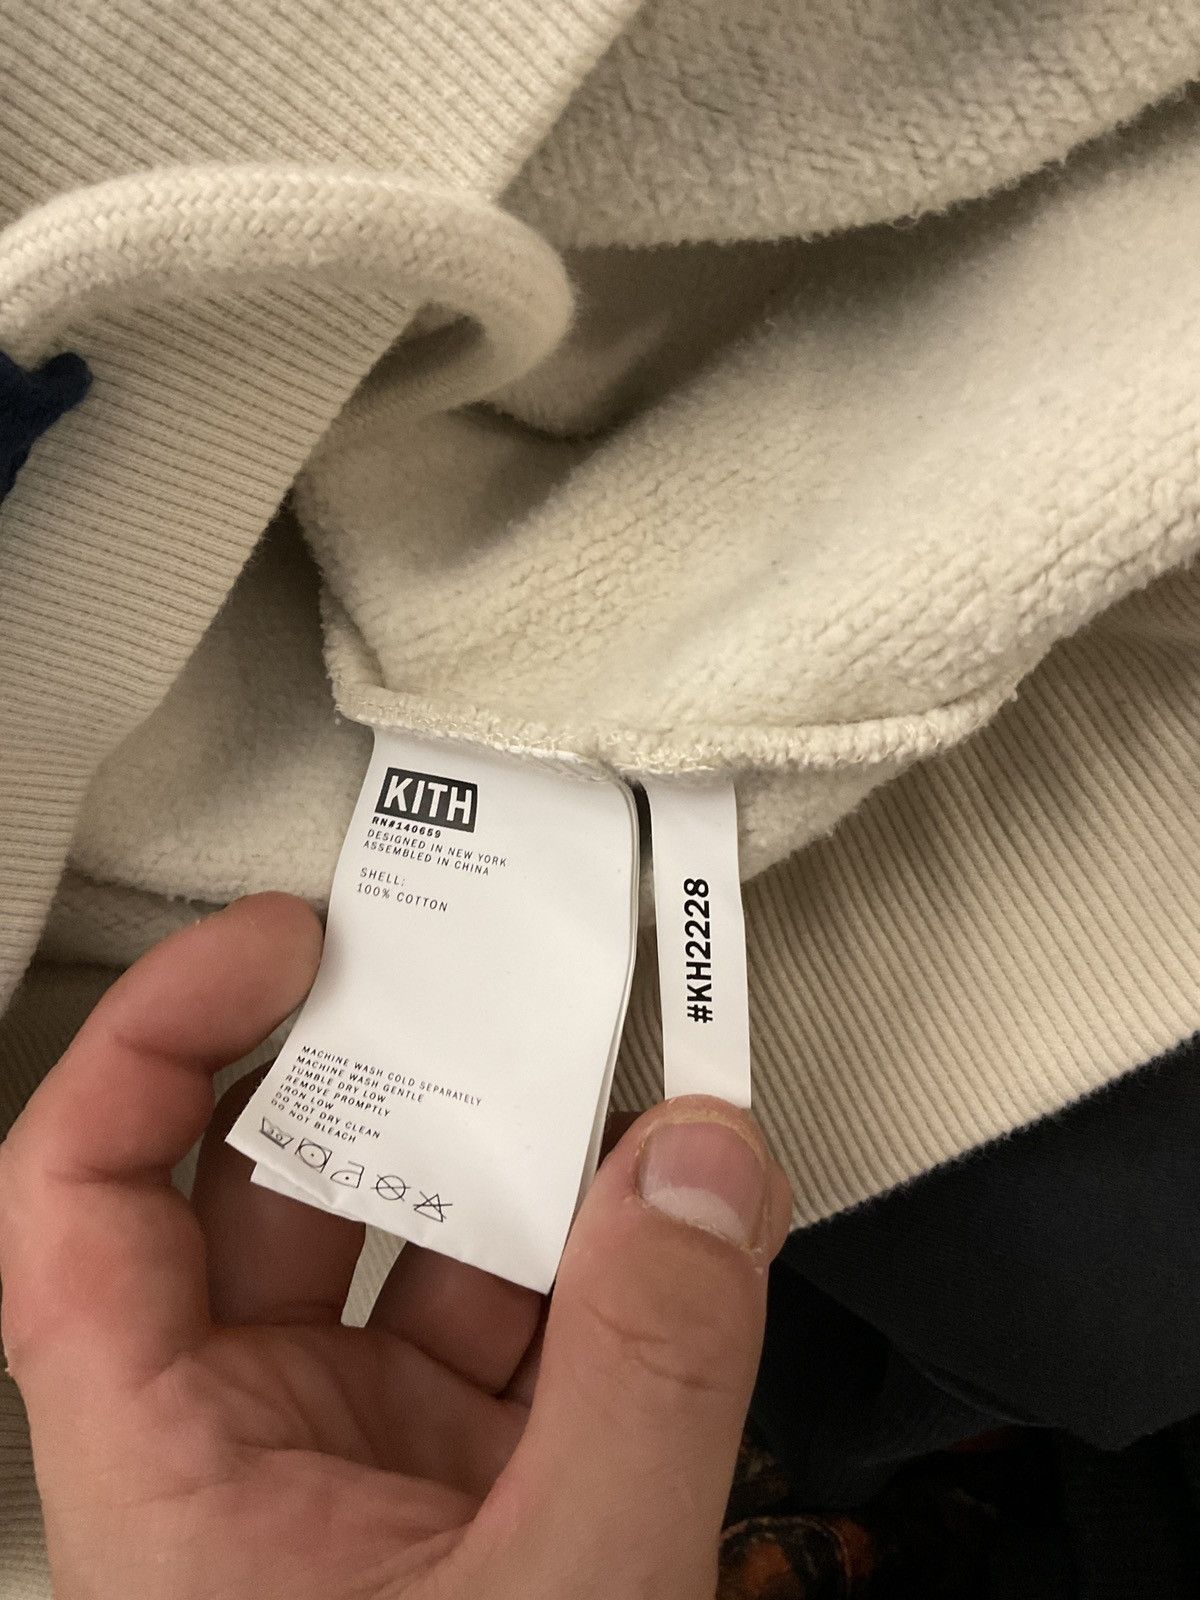 KITH
RN#140659
DESIGNED IN NEW YORK
ASSEMBLED IN CHINA
SHELL:
100% COTTON
MACHINE WASH COLD SEPARATELY
MACHINE WASH GENTLE
TUMBLE DRY LOW
REMOVE PROMPTLY
IRON LOW
DO NOT DRY CLEAN
DO NOT BLEACH
30
#KH2228